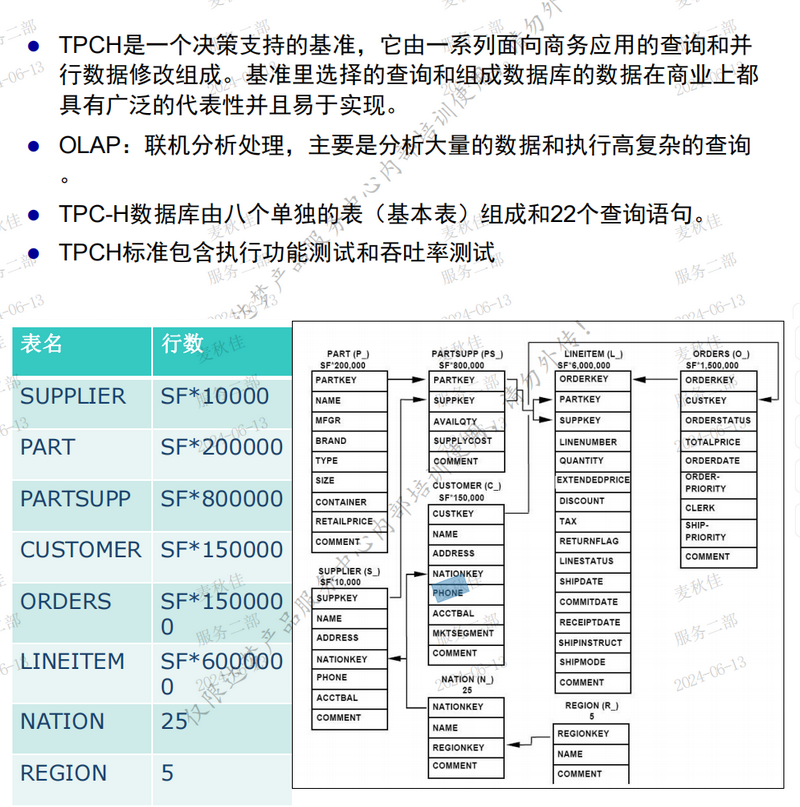 TPCH是一个决策支持的基准，它由一系列面向商务应用的查询和并
行数据修改组成。基准里选择的查询和组成数据库的数据在商业上都
具有广泛的代表性并且易于实现。
OLAP：联机分析处理，主要是分析大量的数据和执行高复杂的查询
。
TPC-H数据库由八个单独的表（基本表）组成和22个查询语句。
TPCH标准包含执行功能测试和吞吐率测试
表名 行数
SUPPLIER SF*10000
PART SF*200000
PARTSUPP SF*800000
CUSTOMER SF*150000
ORDERS SF*150000
0
LINEITEM SF*600000
0
NATION 25
REGION 5
PART (P_)
SF*200,000
PARTKEY
NAME
MFGR
BRAND
TYPE
SIZE
CONTAINER
RETAILPRICE
COMMENT
SUPPLIER (S_)
SF*10,000
SUPPKEY
NAME
ADDRESS
NATIONKEY
PHONE
ACCTBAL
COMMENT
PARTSUPP (PS_)
SF*800,000
PARTKEY
SUPPKEY
AVAILQTY
SUPPLYCOST
COMMENT
CUSTOMER (C_)
SF*150,000
CUSTKEY
NAME
ADDRESS
NATIONKEY
PHONE
ACCTBAL
MKTSEGMENT
COMMENT
NATION (N_)
25
NATIONKEY
NAME
REGIONKEY
COMMENT
LINEITEM (L_)
SF*6,000,000
ORDERKEY
PARTKEY
SUPPKEY
LINENUMBER
QUANTITY
EXTENDEDPRICE
DISCOUNT
TAX
RETURNFLAG
LINESTATUS
SHIPDATE
COMMITDATE
RECEIPTDATE
SHIPINSTRUCT
SHIPMODE
COMMENT
REGION (R_)
5
REGIONKEY
NAME
COMMENT
ORDERS (O_)
SF*1,500,000
ORDERKEY
CUSTKEY
ORDERSTATUS
TOTALPRICE
ORDERDATE
ORDER-
PRIORITY
CLERK
SHIP-
PRIORITY
COMMENT
仅限达梦产品服务中心内部培训使用，请勿外传！
麦秋佳
服务二部
2024-06-13